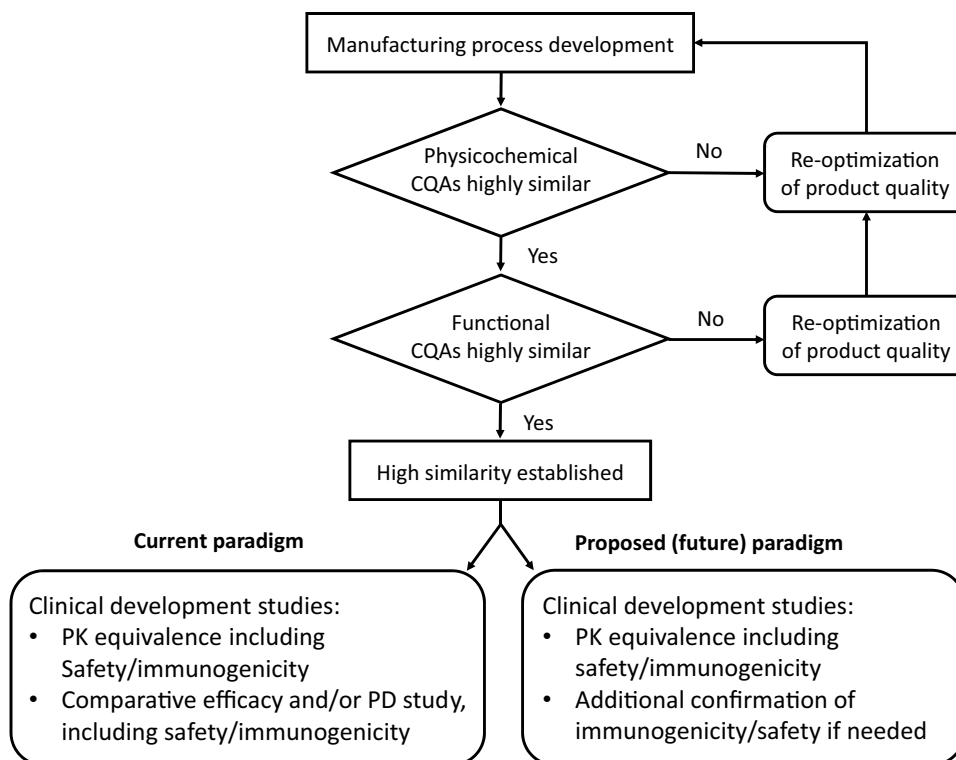 Manufacturing process development
Physicochemical
CQAs highly similar
No
Re-optimization
of product quality
Yes
Functional
CQAs highly similar
No
Re-optimization
of product quality
Yes
High similarity established
Current paradigm
Clinical development studies:
• PK equivalence including
Safety/immunogenicity
• Comparative efficacy and/or PD study,
including safety/immunogenicity
Proposed (future) paradigm
Clinical development studies:
• PK equivalence including
safety/immunogenicity
• Additional confirmation of
immunogenicity/safety if needed